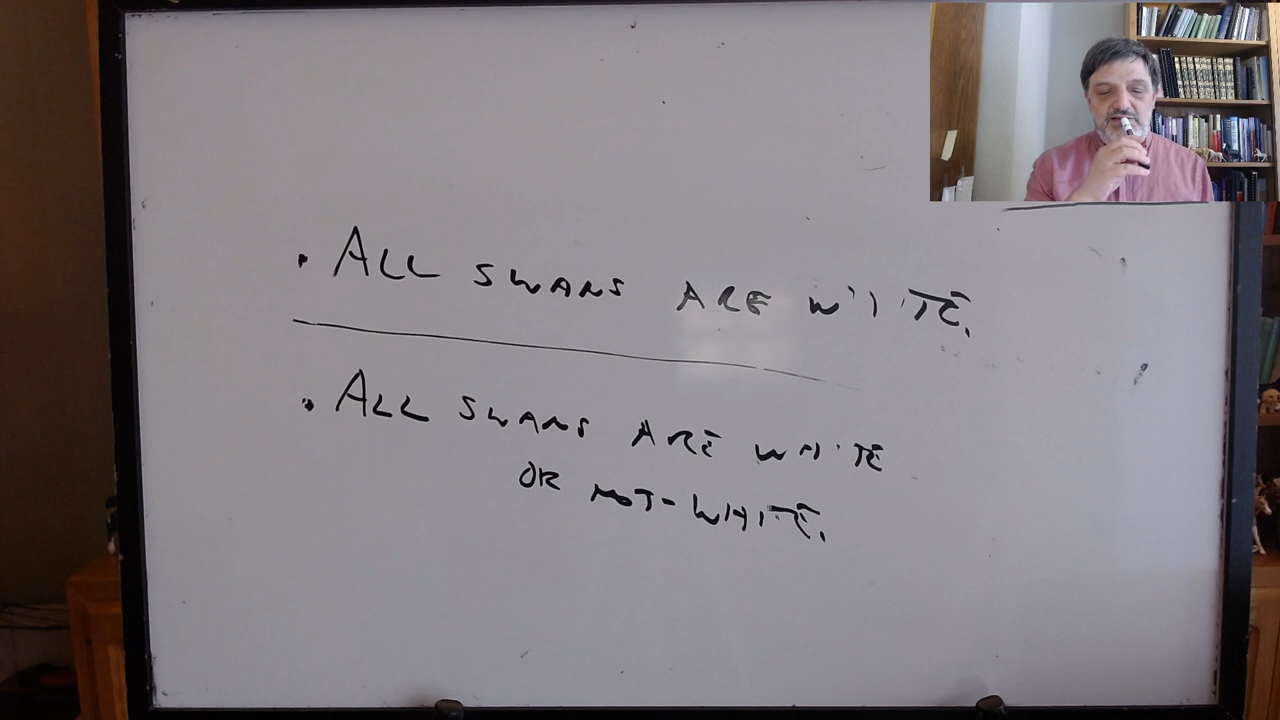 • ALL SWANS ARE WHITE.
• ALL SWANS ARE WHITE
OR NOT-WHITE.